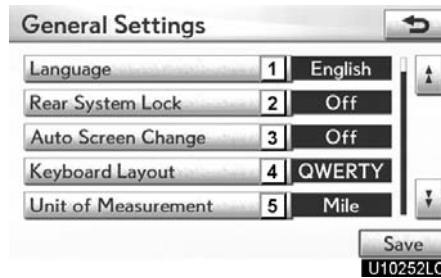 General Settings
Language 1 English
Rear System Lock 2 Off
Auto Screen Change 3 Off
Keyboard Layout 4 QWERTY
Unit of Measurement 5 Mile
Save
U10252LC